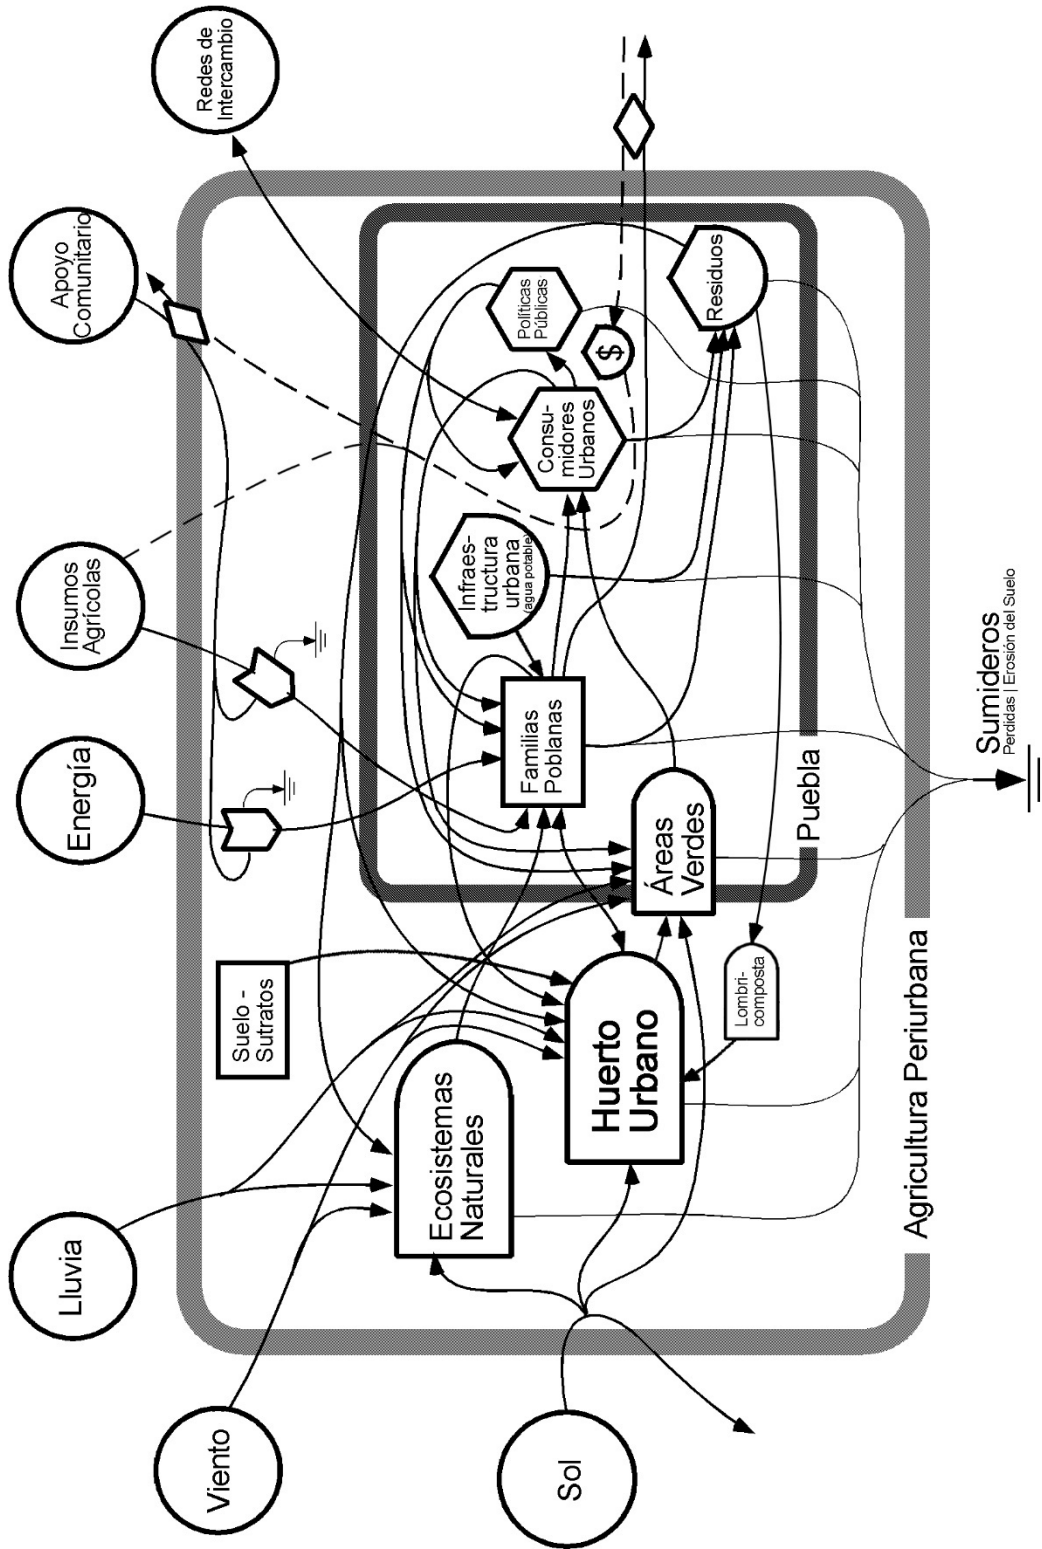 Sol
Viento
Lluvia
Energía
Insumos
Agrícolas
Apoyo
Comunitario
Redes de
Intercambio
Suelo -
Sutratos
Ecosistemas
Naturales
Huerto
Urbano
Lombri-
composta
Áreas
Verdes
Familias
Poblanas
Infraes-
tructura
urbana
(agua potable)
Consu-
midores
Urbanos
Políticas
Públicas
$
Residuos
Puebla
Agricultura Periurbana
Sumideros
Perdidas | Erosión del Suelo